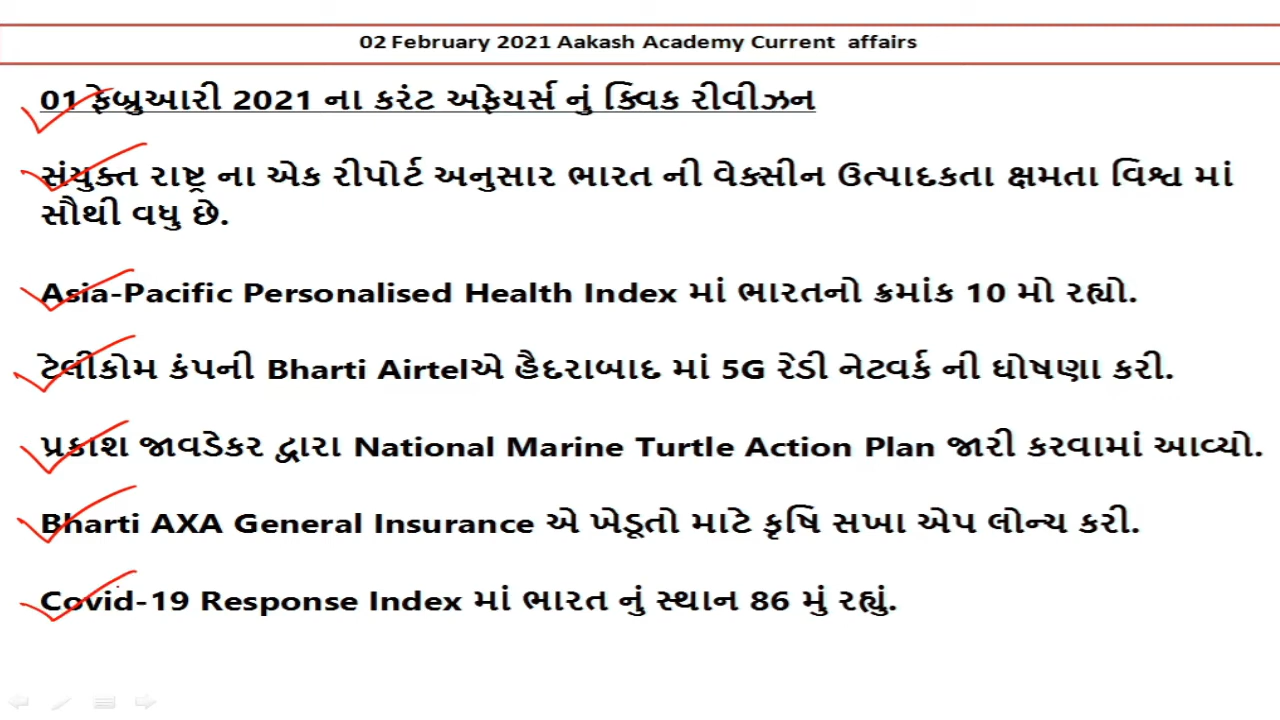 02 February 2021 Aakash Academy Current affairs
01 ફેબ્રુઆરી 2021 ના કરંટ અફેયર્સ નું ક્વિક રીવીઝન
સંયુક્ત રાષ્ટ્ર ના એક રીપોર્ટ અનુસાર ભારત ની વેક્સીન ઉત્પાદકતા ક્ષમતા વિશ્વ માં
સૌથી વધુ છે.
Asia-Pacific Personalised Health Index માં ભારતનો ક્રમાંક 10 મો રહ્યો.
ટેલીકોમ કંપની Bharti Airtelએ હૈદરાબાદ માં 5G રેડી નેટવર્ક ની ઘોષણા કરી.
પ્રકાશ જાવડેકર દ્વારા National Marine Turtle Action Plan જારી કરવામાં આવ્યો.
Bharti AXA General Insurance એ ખેડૂતો માટે કૃષિ સખા એપ લોન્ચ કરી.
Covid-19 Response Index માં ભારત નું સ્થાન 86 મું રહ્યું.